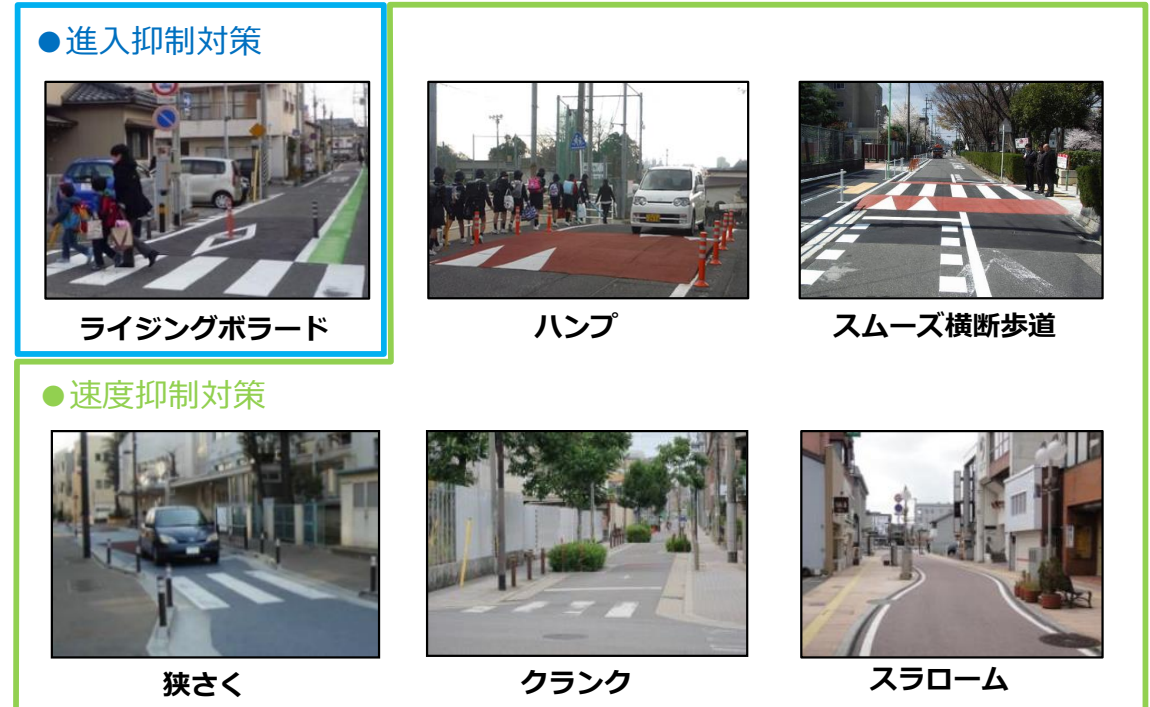 ●進入抑制対策
ライジングボラード
ハンプ
スムーズ横断歩道
●速度抑制対策
狭さく
クランク
スラローム